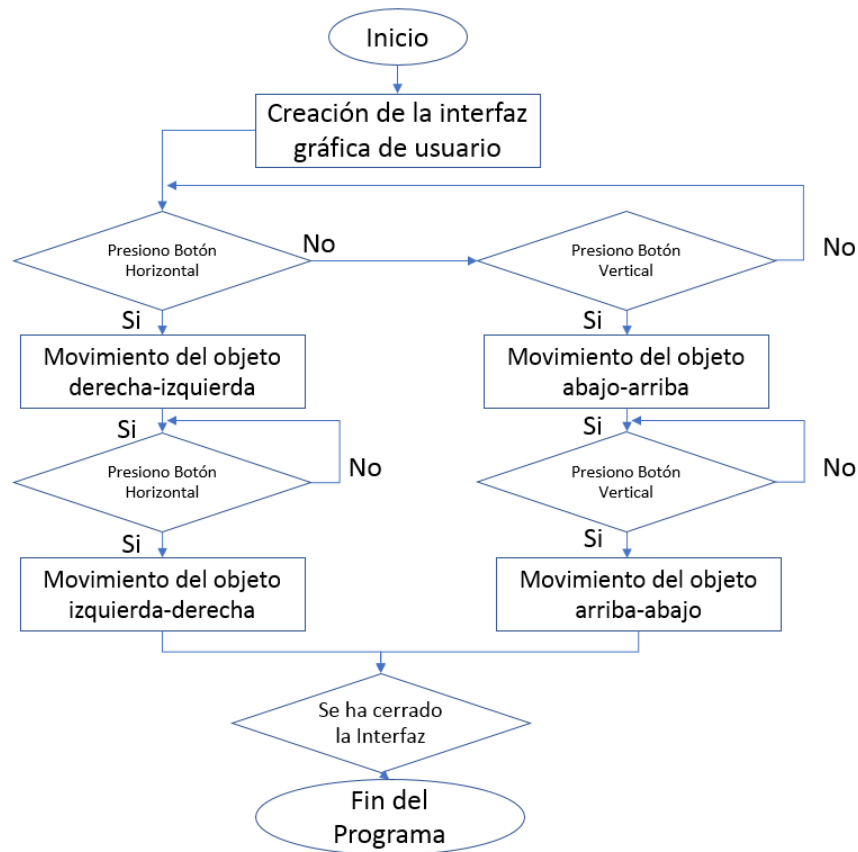 Inicio
Creación de la interfaz
gráfica de usuario
Presiono Botón
Horizontal
No
Presiono Botón
Vertical
No
Si
Si
Movimiento del objeto
derecha-izquierda
Movimiento del objeto
abajo-arriba
Si
Si
Presiono Botón
Horizontal
No
Presiono Botón
Vertical
No
Si
Si
Movimiento del objeto
izquierda-derecha
Movimiento del objeto
arriba-abajo
Se ha cerrado
la Interfaz
Fin del
Programa